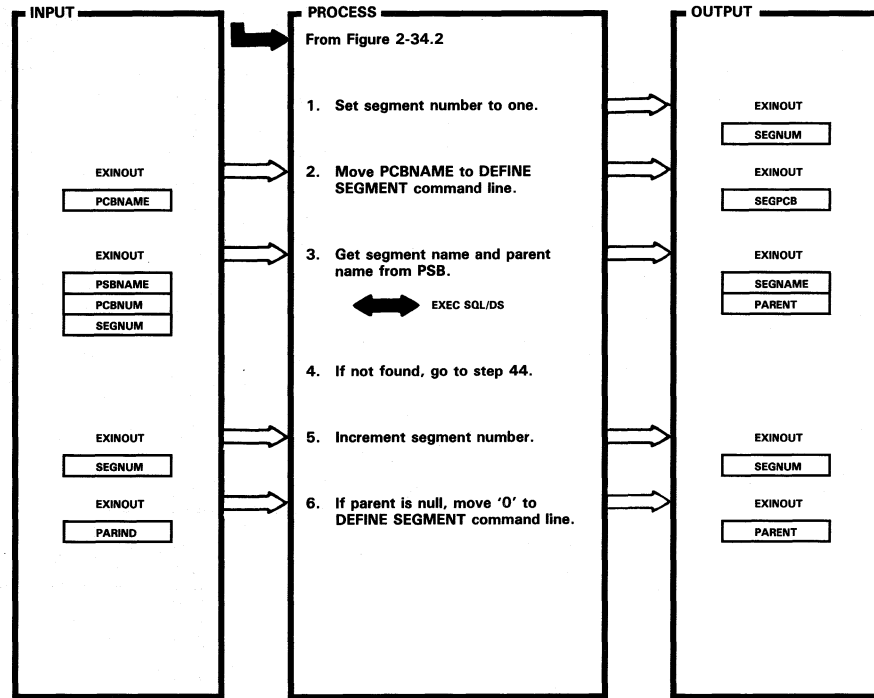 INPUT
PROCESS
OUTPUT
From Figure 2-34.2
1. Set segment number to one.
EXINOUT
SEGNUM
EXINOUT
PCBNAME
2. Move PCBNAME to DEFINE
SEGMENT command line.
EXINOUT
SEGPCB
EXINOUT
PSBNAME
PCBNUM
SEGNUM
3. Get segment name and parent
name from PSB.
EXEC SQL/DS
EXINOUT
SEGNAME
PARENT
4. If not found, go to step 44.
EXINOUT
SEGNUM
5. Increment segment number.
EXINOUT
SEGNUM
EXINOUT
PARIND
6. If parent is null, move ‘0’ to
DEFINE SEGMENT command line.
EXINOUT
PARENT